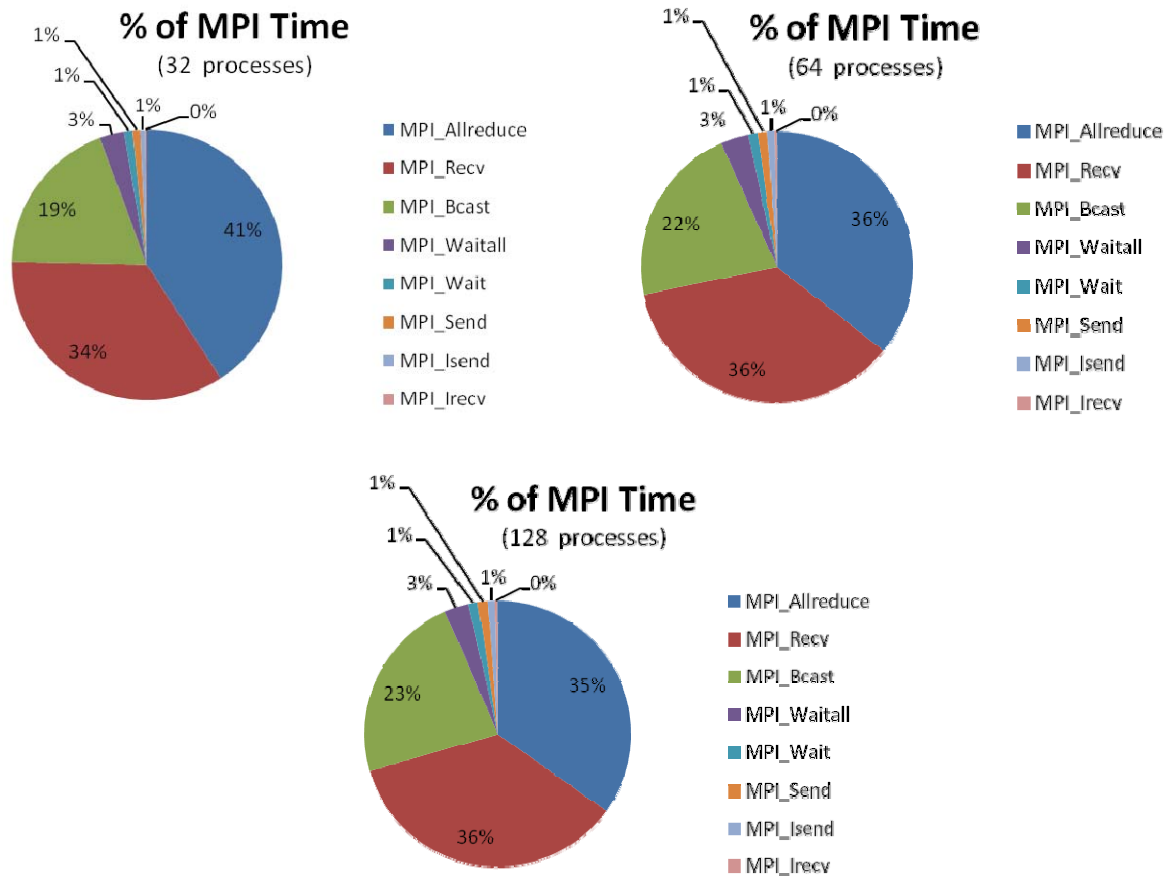 % of MPI Time
(32 processes)
1%
1%
3%
1%
0%
19%
41%
34%
MPI_Allreduce
MPI_Recv
MPI_Bcast
MPI_Waitall
MPI_Wait
MPI_Send
MPI_Isend
MPI_Irecv
% of MPI Time
(64 processes)
1%
1%
3%
1%
0%
22%
36%
36%
MPI_Allreduce
MPI_Recv
MPI_Bcast
MPI_Waitall
MPI_Wait
MPI_Send
MPI_Isend
MPI_Irecv
% of MPI Time
(128 processes)
1%
1%
3%
1%
0%
23%
35%
36%
MPI_Allreduce
MPI_Recv
MPI_Bcast
MPI_Waitall
MPI_Wait
MPI_Send
MPI_Isend
MPI_Irecv